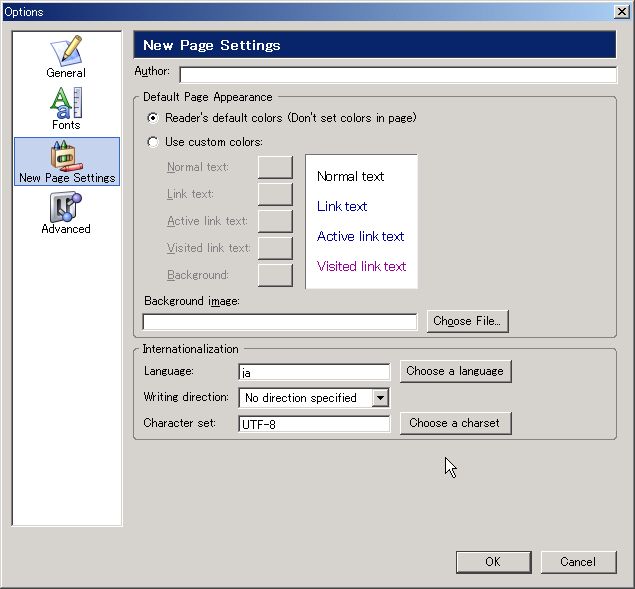 Options
General
Fonts
New Page Settings
Advanced
New Page Settings
Author:
Default Page Appearance
Reader's default colors (Don't set colors in page)
Use custom colors:
Normal text:
Link text:
Active link text:
Visited link text:
Background:
Normal text
Link text
Active link text
Visited link text
Background image:
Choose File...
Internationalization
Language: ja Choose a language
Writing direction: No direction specified
Character set: UTF-8 Choose a charset
OK Cancel